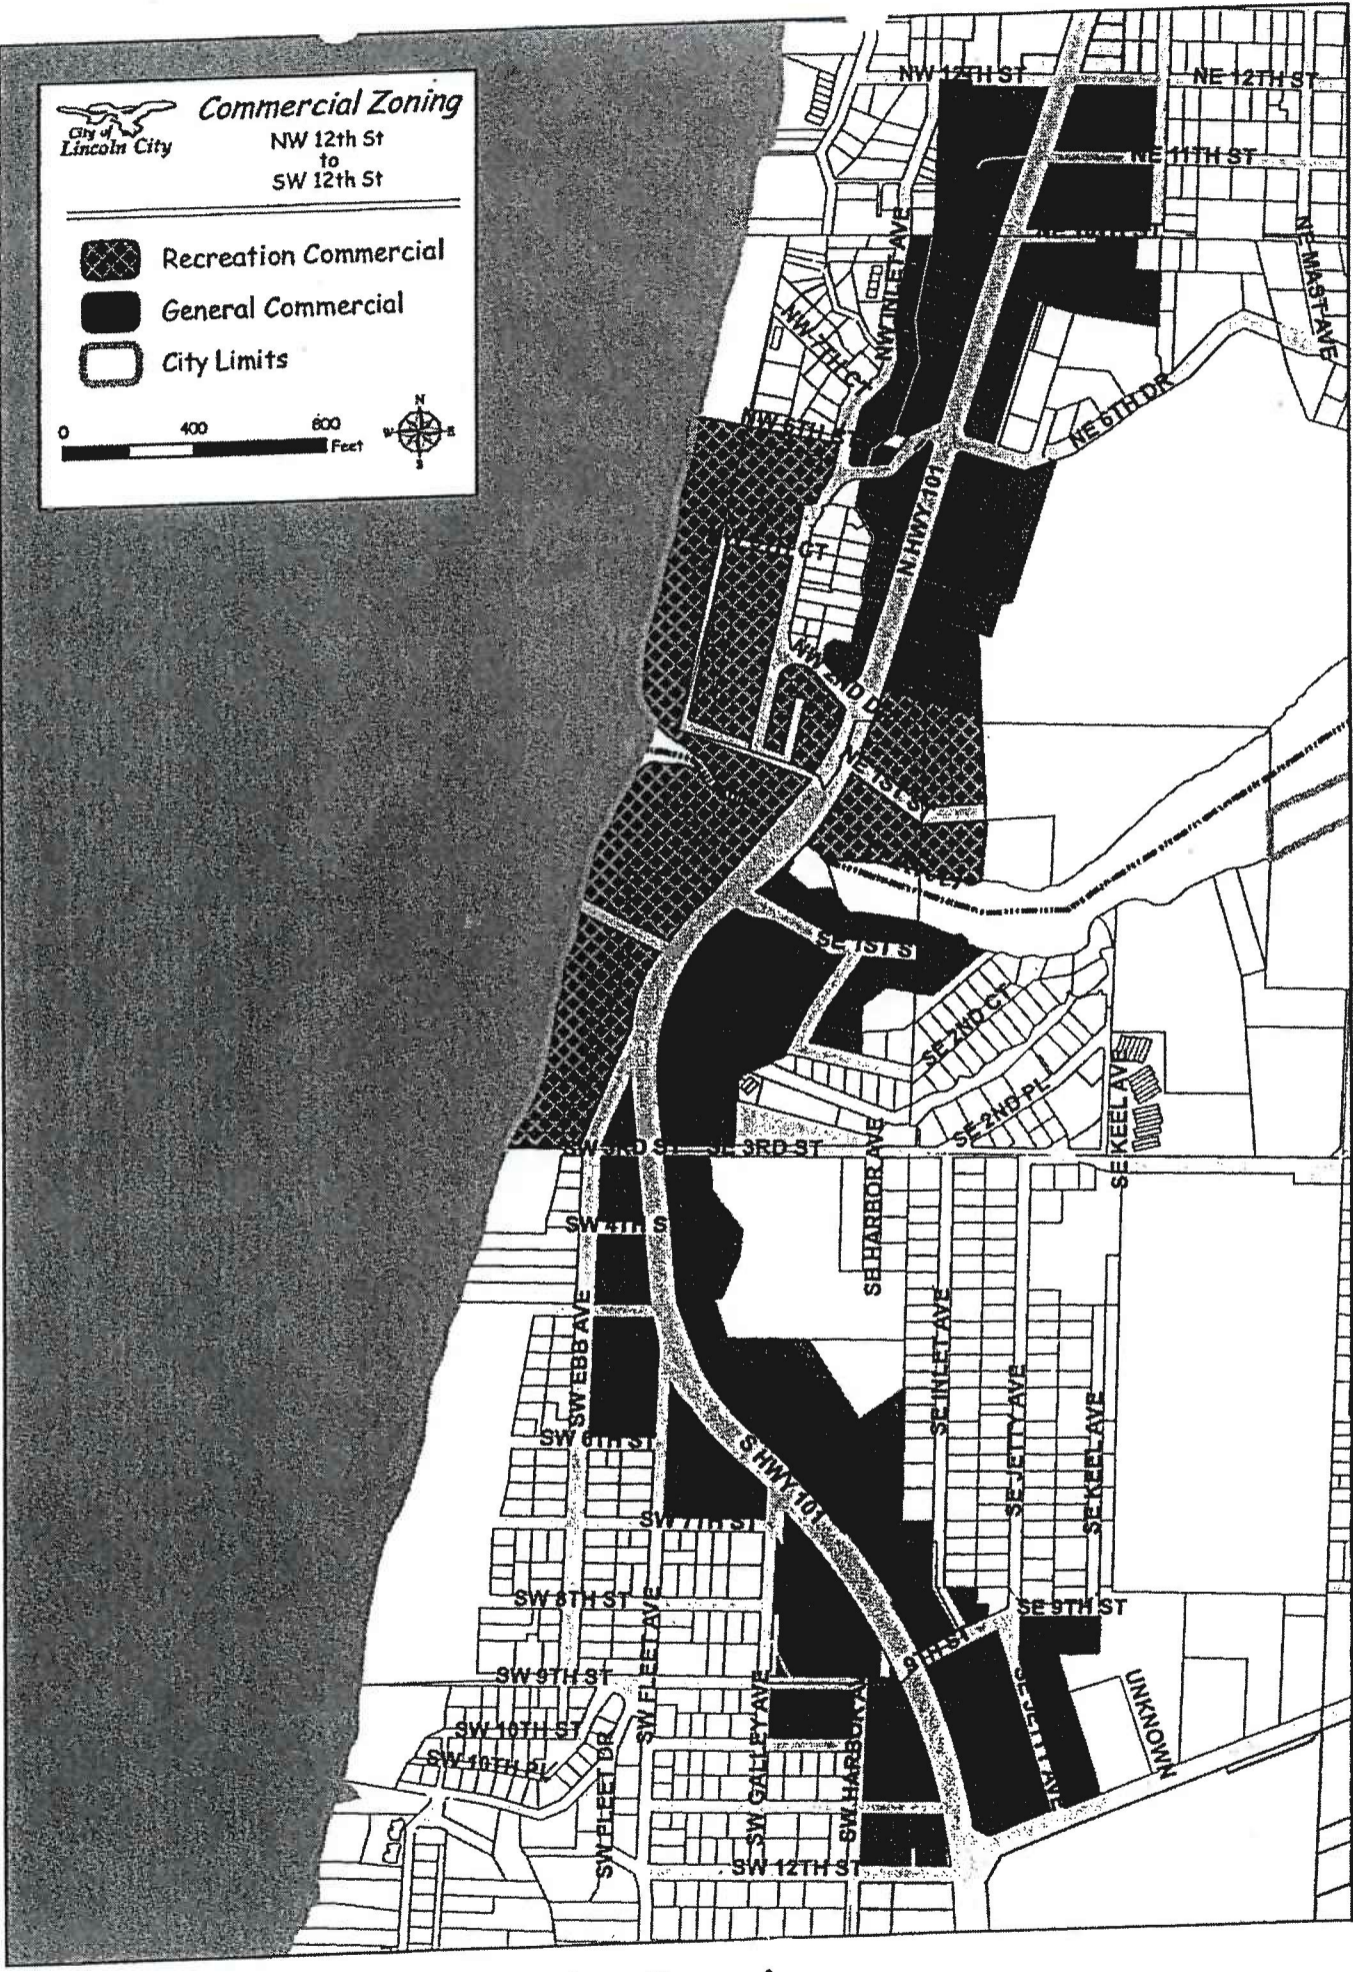 City of
Lincoln City
Commercial Zoning
NW 12th St
to
SW 12th St
Recreation Commercial
General Commercial
City Limits
0 400 800
Feet
N
W E
S
NW 12TH ST
NE 12TH ST
NE 11TH ST
NW INLET AVE
NE MAST AVE
NW 7TH CT
NE 6TH DR
N HWY 101
NW 2ND D
NE 1ST S
SE 1ST S
SE 2ND CT
SE 2ND PL
SE KEEL AVE
SW 3RD ST
SE 3RD ST
SE HARBOR AVE
SW 4TH S
SW EBB AVE
SE INLET AVE
SE JETTY AVE
SE KEEL AVE
SW 6TH ST
S HWY 101
SW 7TH ST
SW 8TH ST
SW FLEET AVE
SE 9TH ST
9TH ST
SW 9TH ST
SE JETTY AVE
UNKNOWN
SW 10TH ST
SW 10TH PL
SW FLEET DR
SW GALLEY AVE
SW HARBOR A
SW 12TH ST